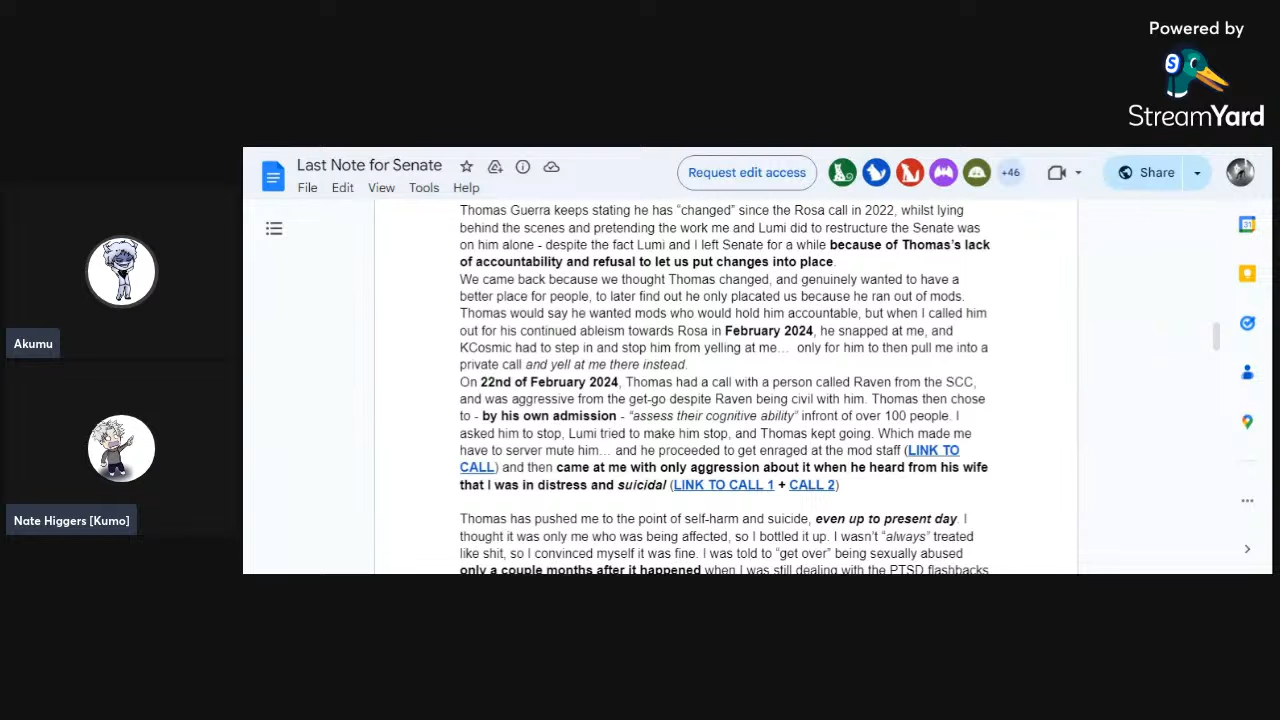 Powered by
StreamYard
Last Note for Senate
File Edit View Tools Help
Request edit access
+46
Share
Thomas Guerra keeps stating he has “changed” since the Rosa call in 2022, whilst lying
behind the scenes and pretending the work me and Lumi did to restructure the Senate was
on him alone - despite the fact Lumi and I left Senate for a while because of Thomas’s lack
of accountability and refusal to let us put changes into place.
We came back because we thought Thomas changed, and genuinely wanted to have a
better place for people, to later find out he only placated us because he ran out of mods.
Thomas would say he wanted mods who would hold him accountable, but when I called him
out for his continued ableism towards Rosa in February 2024, he snapped at me, and
KCosmic had to step in and stop him from yelling at me… only for him to then pull me into a
private call and yell at me there instead.
On 22nd of February 2024, Thomas had a call with a person called Raven from the SCC,
and was aggressive from the get-go despite Raven being civil with him. Thomas then chose
to - by his own admission - “assess their cognitive ability” infront of over 100 people. I
asked him to stop, Lumi tried to make him stop, and Thomas kept going. Which made me
have to server mute him… and he proceeded to get enraged at the mod staff (LINK TO
CALL) and then came at me with only aggression about it when he heard from his wife
that I was in distress and suicidal (LINK TO CALL 1 + CALL 2)
Thomas has pushed me to the point of self-harm and suicide, even up to present day. I
thought it was only me who was being affected, so I bottled it up. I wasn’t “always” treated
like shit, so I convinced myself it was fine. I was told to “get over” being sexually abused
only a couple months after it happened when I was still dealing with the PTSD flashbacks
Akumu
Nate Higgers [Kumo]